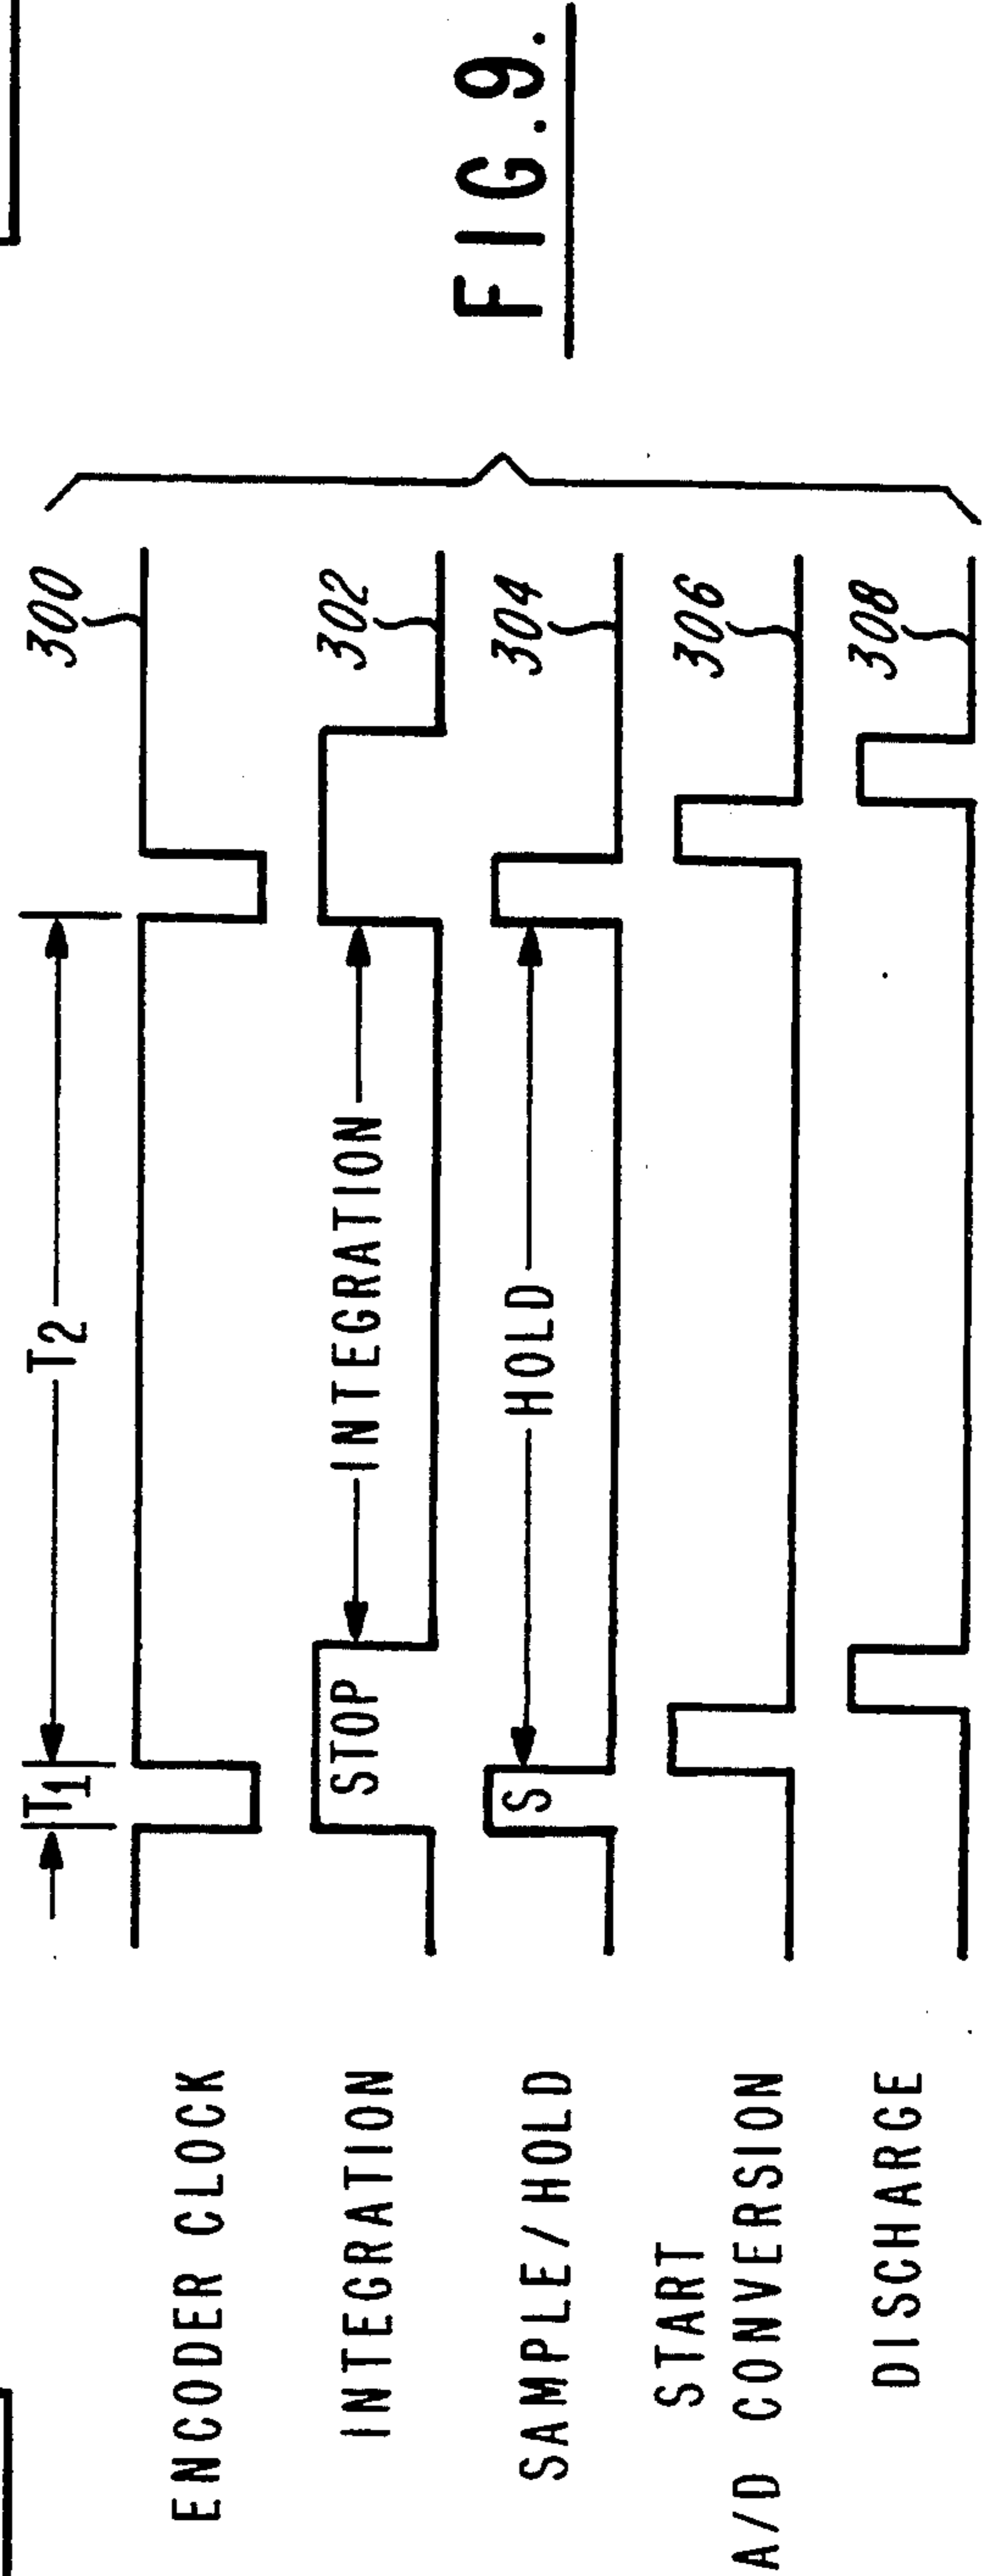 T1
T2
300
ENCODER CLOCK
STOP
INTEGRATION
302
INTEGRATION
S
HOLD
304
SAMPLE/HOLD
306
START
A/D CONVERSION
308
DISCHARGE
FIG.9.